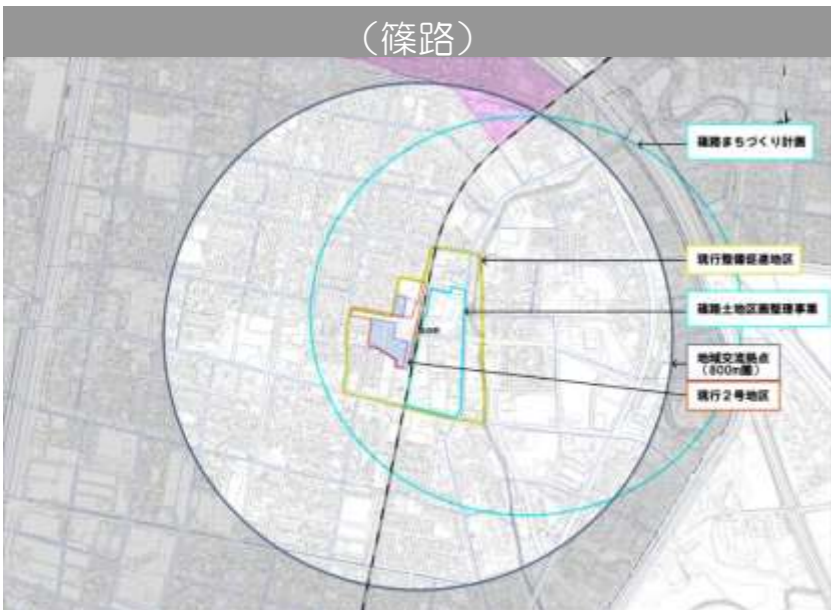 （篠路）
篠路まちづくり計画
現行整備促進地区
篠路土地区画整理事業
地域交流拠点
（800m圏）
現行２号地区